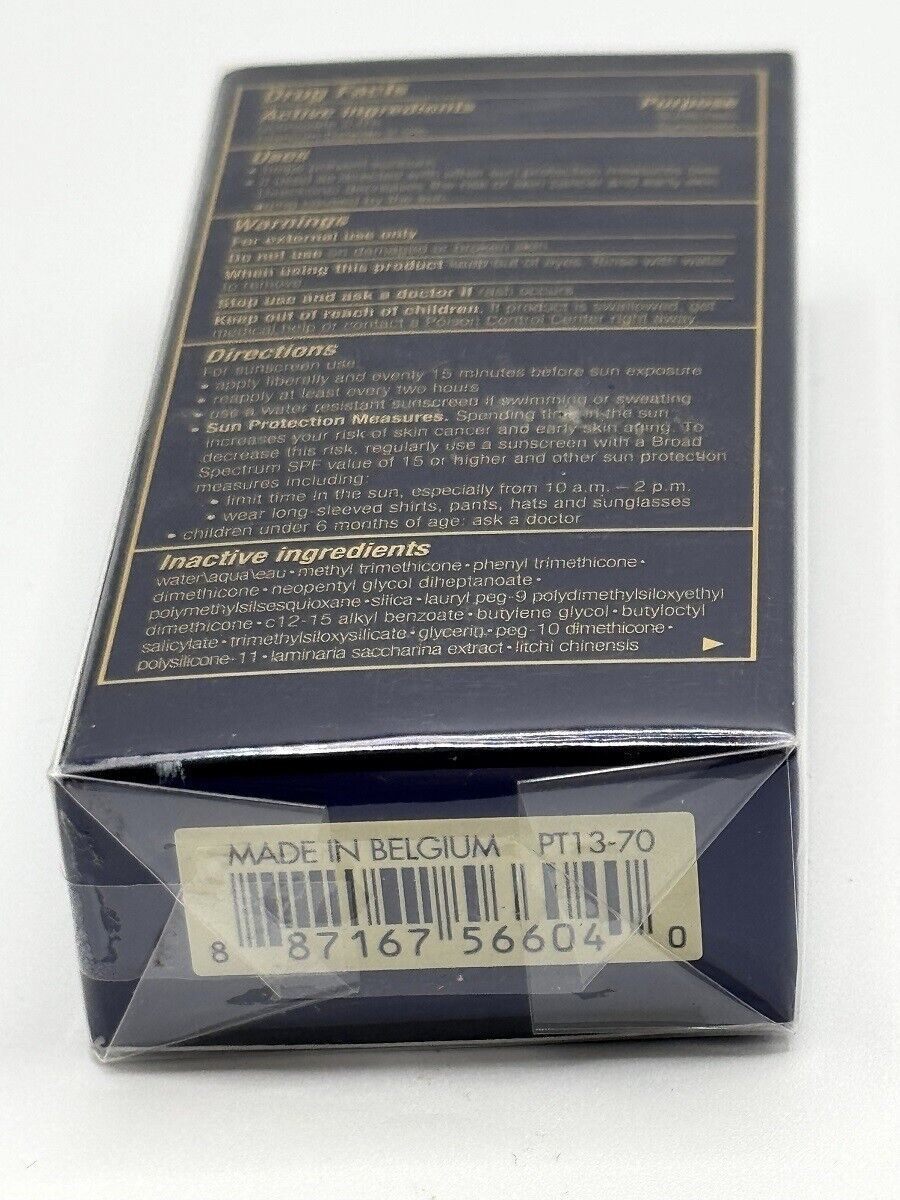 Drug Facts
Active ingredients Purpose
Uses
Warnings
For external use only
Do not use on damaged or broken skin
When using this product keep out of eyes. Rinse with water
to remove
Stop use and ask a doctor if rash occurs
Keep out of reach of children. If product is swallowed, get
medical help or contact a Poison Control Center right away.
Directions
For sunscreen use:
• apply liberally and evenly 15 minutes before sun exposure
• reapply at least every two hours
• use a water resistant sunscreen if swimming or sweating
• Sun Protection Measures. Spending time in the sun
increases your risk of skin cancer and early skin aging. To
decrease this risk, regularly use a sunscreen with a Broad
Spectrum SPF value of 15 or higher and other sun protection
measures including:
• limit time in the sun, especially from 10 a.m. – 2 p.m.
• wear long-sleeved shirts, pants, hats and sunglasses
• children under 6 months of age: ask a doctor
Inactive ingredients
water\aqua\eau • methyl trimethicone • phenyl trimethicone •
dimethicone • neopentyl glycol diheptanoate •
polymethylsilsesquioxane • silica • lauryl peg-9 polydimethylsiloxyethyl
dimethicone • c12-15 alkyl benzoate • butylene glycol • butyloctyl
salicylate • trimethylsiloxysilicate • glycerin • peg-10 dimethicone •
polysilicone-11 • laminaria saccharina extract • litchi chinensis
MADE IN BELGIUM PT13-70
8 87167 56604 0